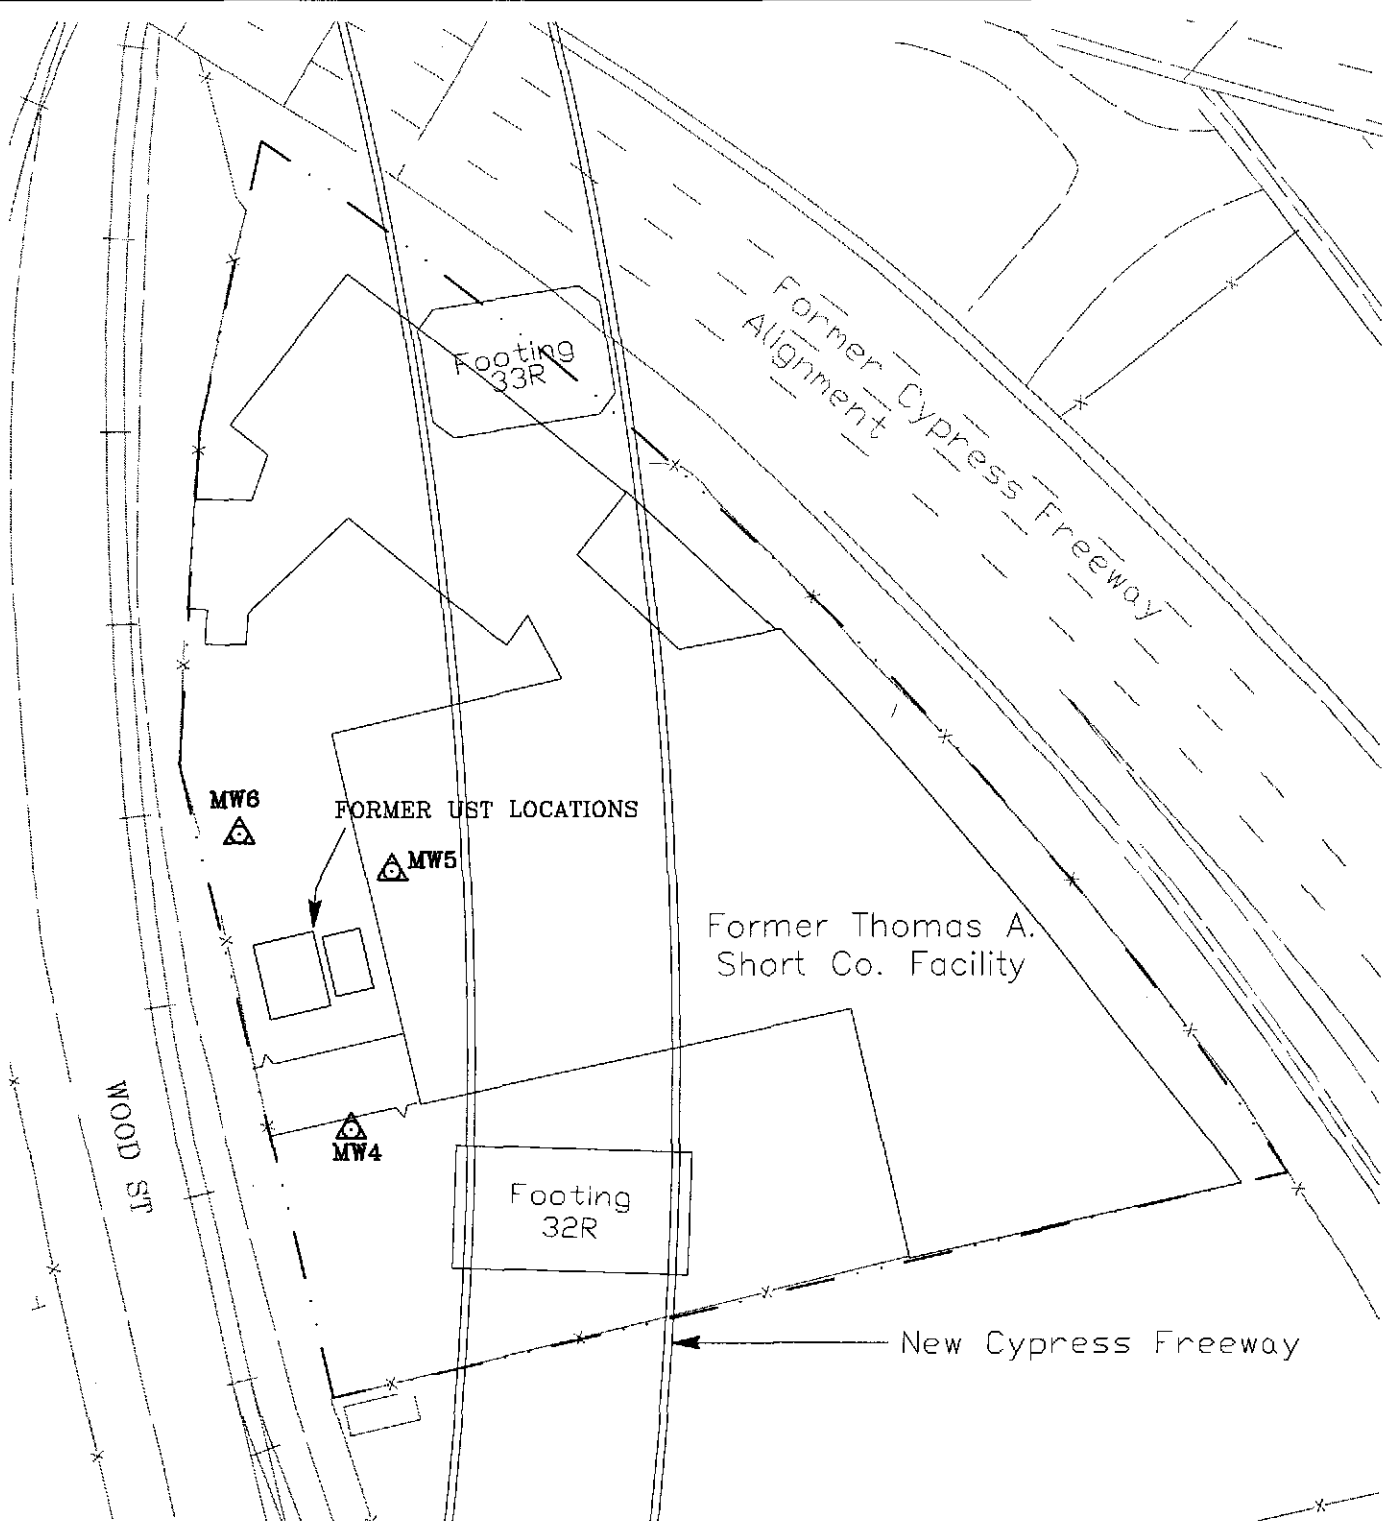 Footing
33R
Former Cypress Freeway
Alignment
MW6
FORMER UST LOCATIONS
MW5
Former Thomas A.
Short Co. Facility
WOOD ST
MW4
Footing
32R
New Cypress Freeway